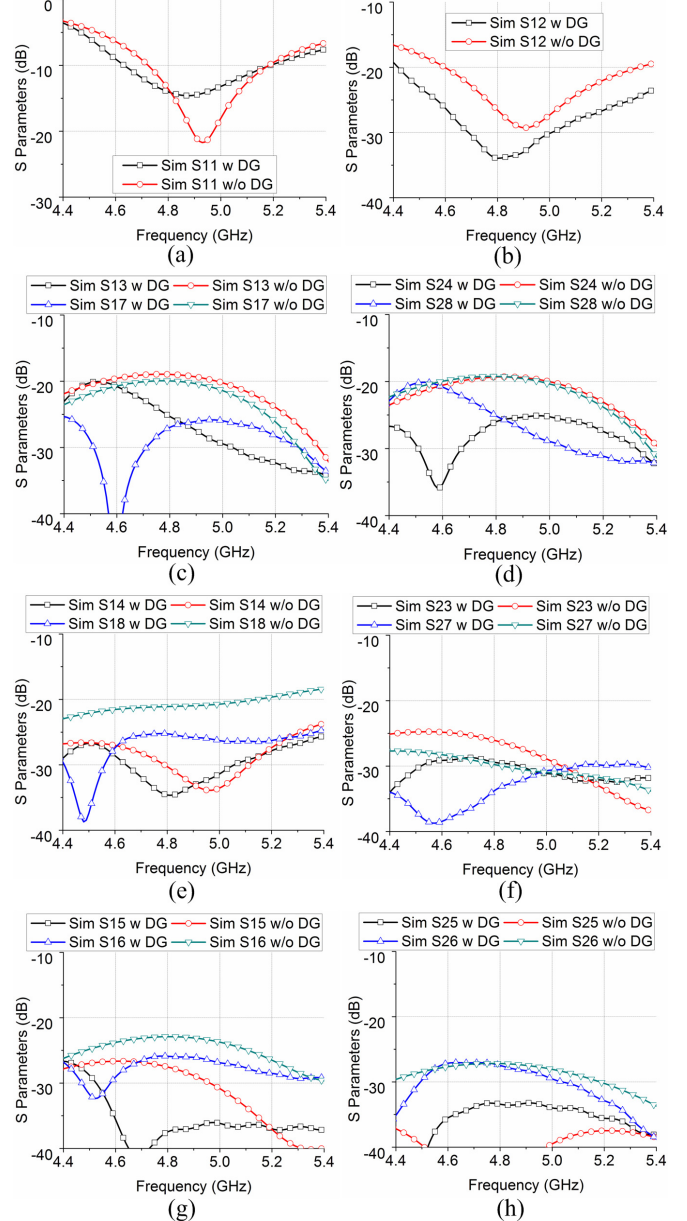 0
-10
-20
-30
S Parameters (dB)
Sim S11 w DG
Sim S11 w/o DG
4.4 4.6 4.8 5.0 5.2 5.4
Frequency (GHz)
(a)
-10
-20
-30
-40
S Parameters (dB)
Sim S12 w DG
Sim S12 w/o DG
4.4 4.6 4.8 5.0 5.2 5.4
Frequency (GHz)
(b)
Sim S13 w DG Sim S13 w/o DG
Sim S17 w DG Sim S17 w/o DG
-10
-20
-30
-40
S Parameters (dB)
4.4 4.6 4.8 5.0 5.2 5.4
Frequency (GHz)
(c)
Sim S24 w DG Sim S24 w/o DG
Sim S28 w DG Sim S28 w/o DG
-10
-20
-30
-40
S Parameters (dB)
4.4 4.6 4.8 5.0 5.2 5.4
Frequency (GHz)
(d)
Sim S14 w DG Sim S14 w/o DG
Sim S18 w DG Sim S18 w/o DG
-10
-20
-30
-40
S Parameters (dB)
4.4 4.6 4.8 5.0 5.2 5.4
Frequency (GHz)
(e)
Sim S23 w DG Sim S23 w/o DG
Sim S27 w DG Sim S27 w/o DG
-10
-20
-30
-40
S Parameters (dB)
4.4 4.6 4.8 5.0 5.2 5.4
Frequency (GHz)
(f)
Sim S15 w DG Sim S15 w/o DG
Sim S16 w DG Sim S16 w/o DG
-10
-20
-30
-40
S Parameters (dB)
4.4 4.6 4.8 5.0 5.2 5.4
Frequency (GHz)
(g)
Sim S25 w DG Sim S25 w/o DG
Sim S26 w DG Sim S26 w/o DG
-10
-20
-30
-40
S Parameters (dB)
4.4 4.6 4.8 5.0 5.2 5.4
Frequency (GHz)
(h)